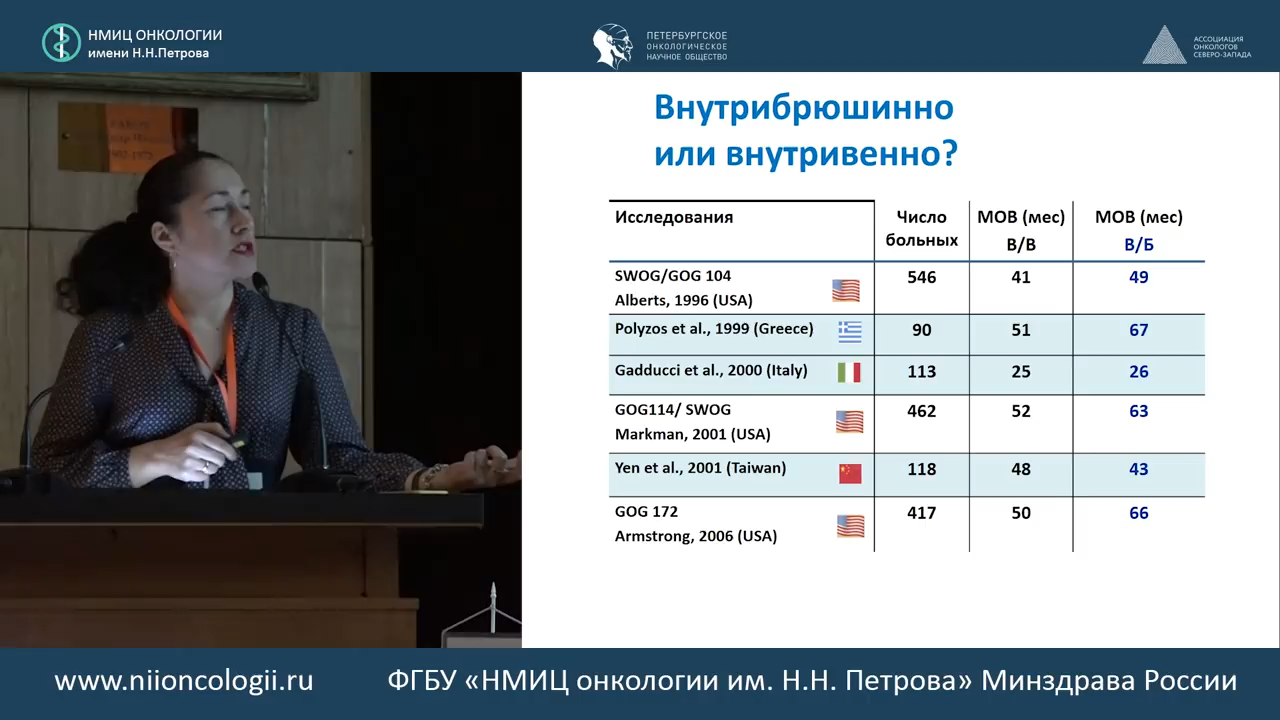 НМИЦ ОНКОЛОГИИ
имени Н.Н.Петрова
ПЕТЕРБУРГСКОЕ
ОНКОЛОГИЧЕСКОЕ
НАУЧНОЕ ОБЩЕСТВО
АССОЦИАЦИЯ
ОНКОЛОГОВ
СЕВЕРО-ЗАПАДА
Внутрибрюшинно
или внутривенно?
Исследования Число больных МОВ (мес) В/В МОВ (мес) В/Б
SWOG/GOG 104 546 41 49
Alberts, 1996 (USA)
Polyzos et al., 1999 (Greece) 90 51 67
Gadducci et al., 2000 (Italy) 113 25 26
GOG114/ SWOG 462 52 63
Markman, 2001 (USA)
Yen et al., 2001 (Taiwan) 118 48 43
GOG 172 417 50 66
Armstrong, 2006 (USA)
www.niioncologii.ru
ФГБУ «НМИЦ онкологии им. Н.Н. Петрова» Минздрава России